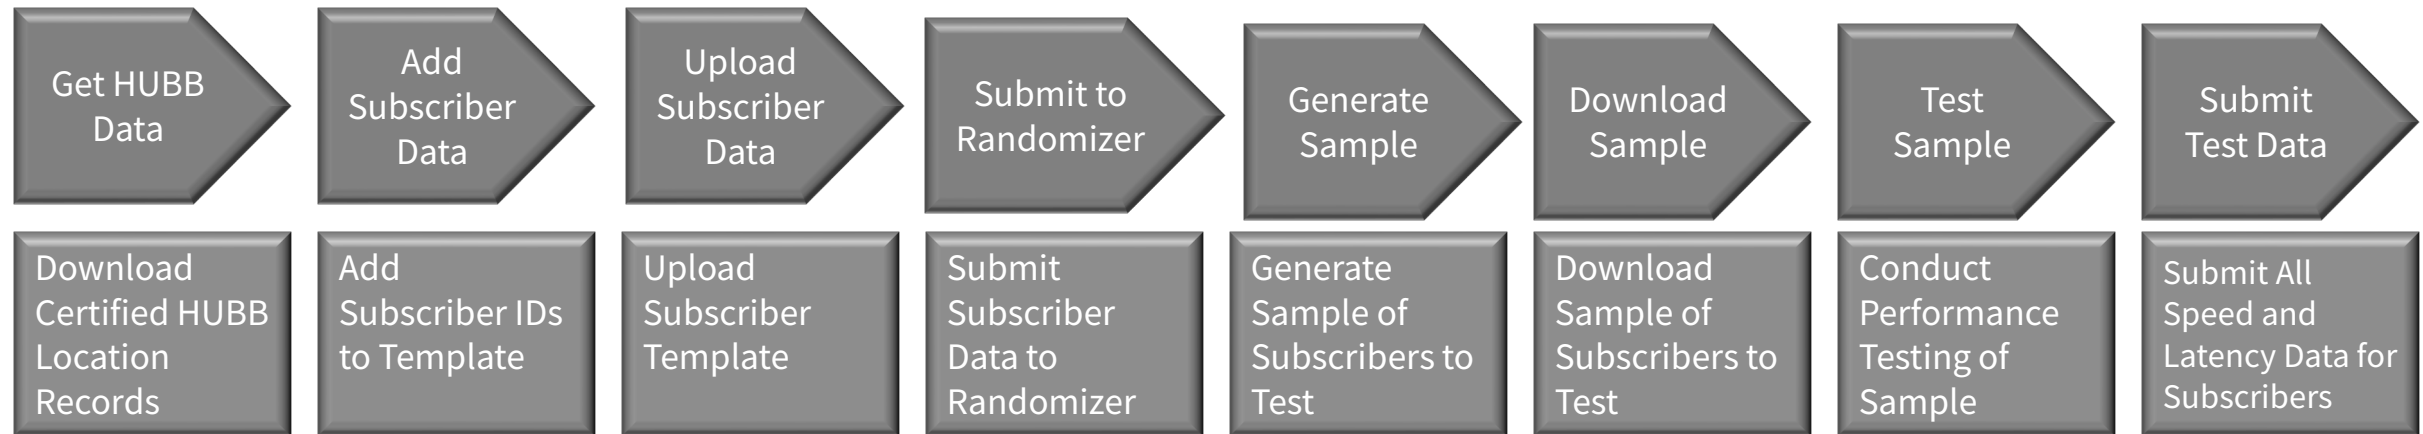 Get HUBB
Data
Add
Subscriber
Data
Upload
Subscriber
Data
Submit to
Randomizer
Generate
Sample
Download
Sample
Test
Sample
Submit
Test Data
Download
Certified HUBB
Location
Records
Add
Subscriber IDs
to Template
Upload
Subscriber
Template
Submit
Subscriber
Data to
Randomizer
Generate
Sample of
Subscribers to
Test
Download
Sample of
Subscribers to
Test
Conduct
Performance
Testing of
Sample
Submit All
Speed and
Latency Data for
Subscribers